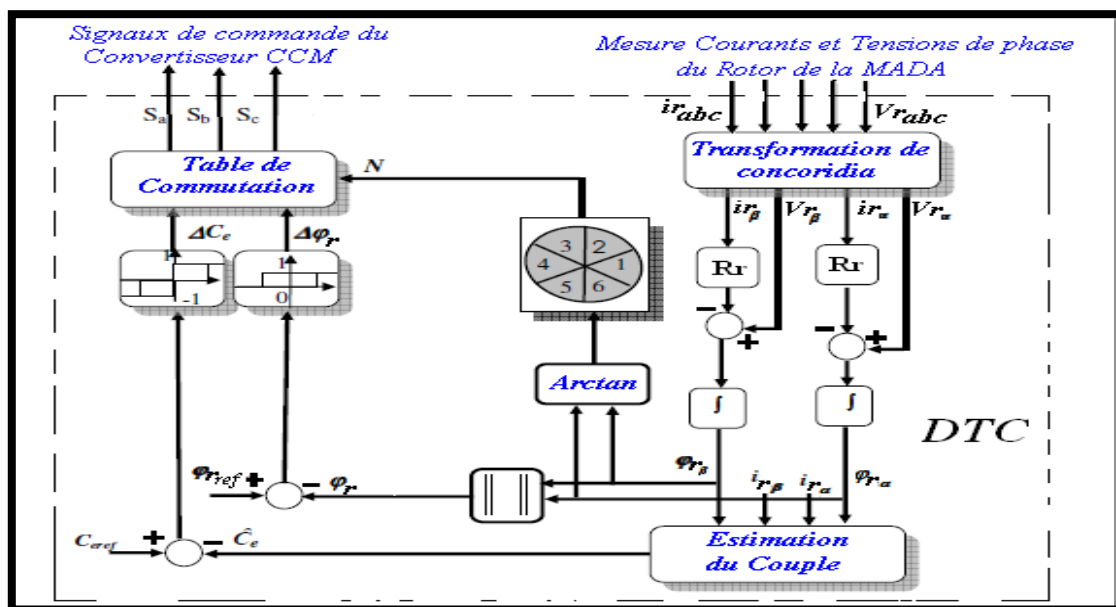 Signaux de commande du
Convertisseur CCM
Mesure Courants et Tensions de phase
du Rotor de la MADA
Sa Sb Sc
irabc Vrabc
Table de
Commutation
N
Transformation de
concoridia
irβ Vrβ irα Vrα
ΔCe Δφr
1 -1
1 0
3 2
4 1
5 6
Rr Rr
- + - +
Arctan
∫ ∫
DTC
φrref + - φr
φrβ irβ irα φrα
Ceref + - Ĉe
Estimation
du Couple